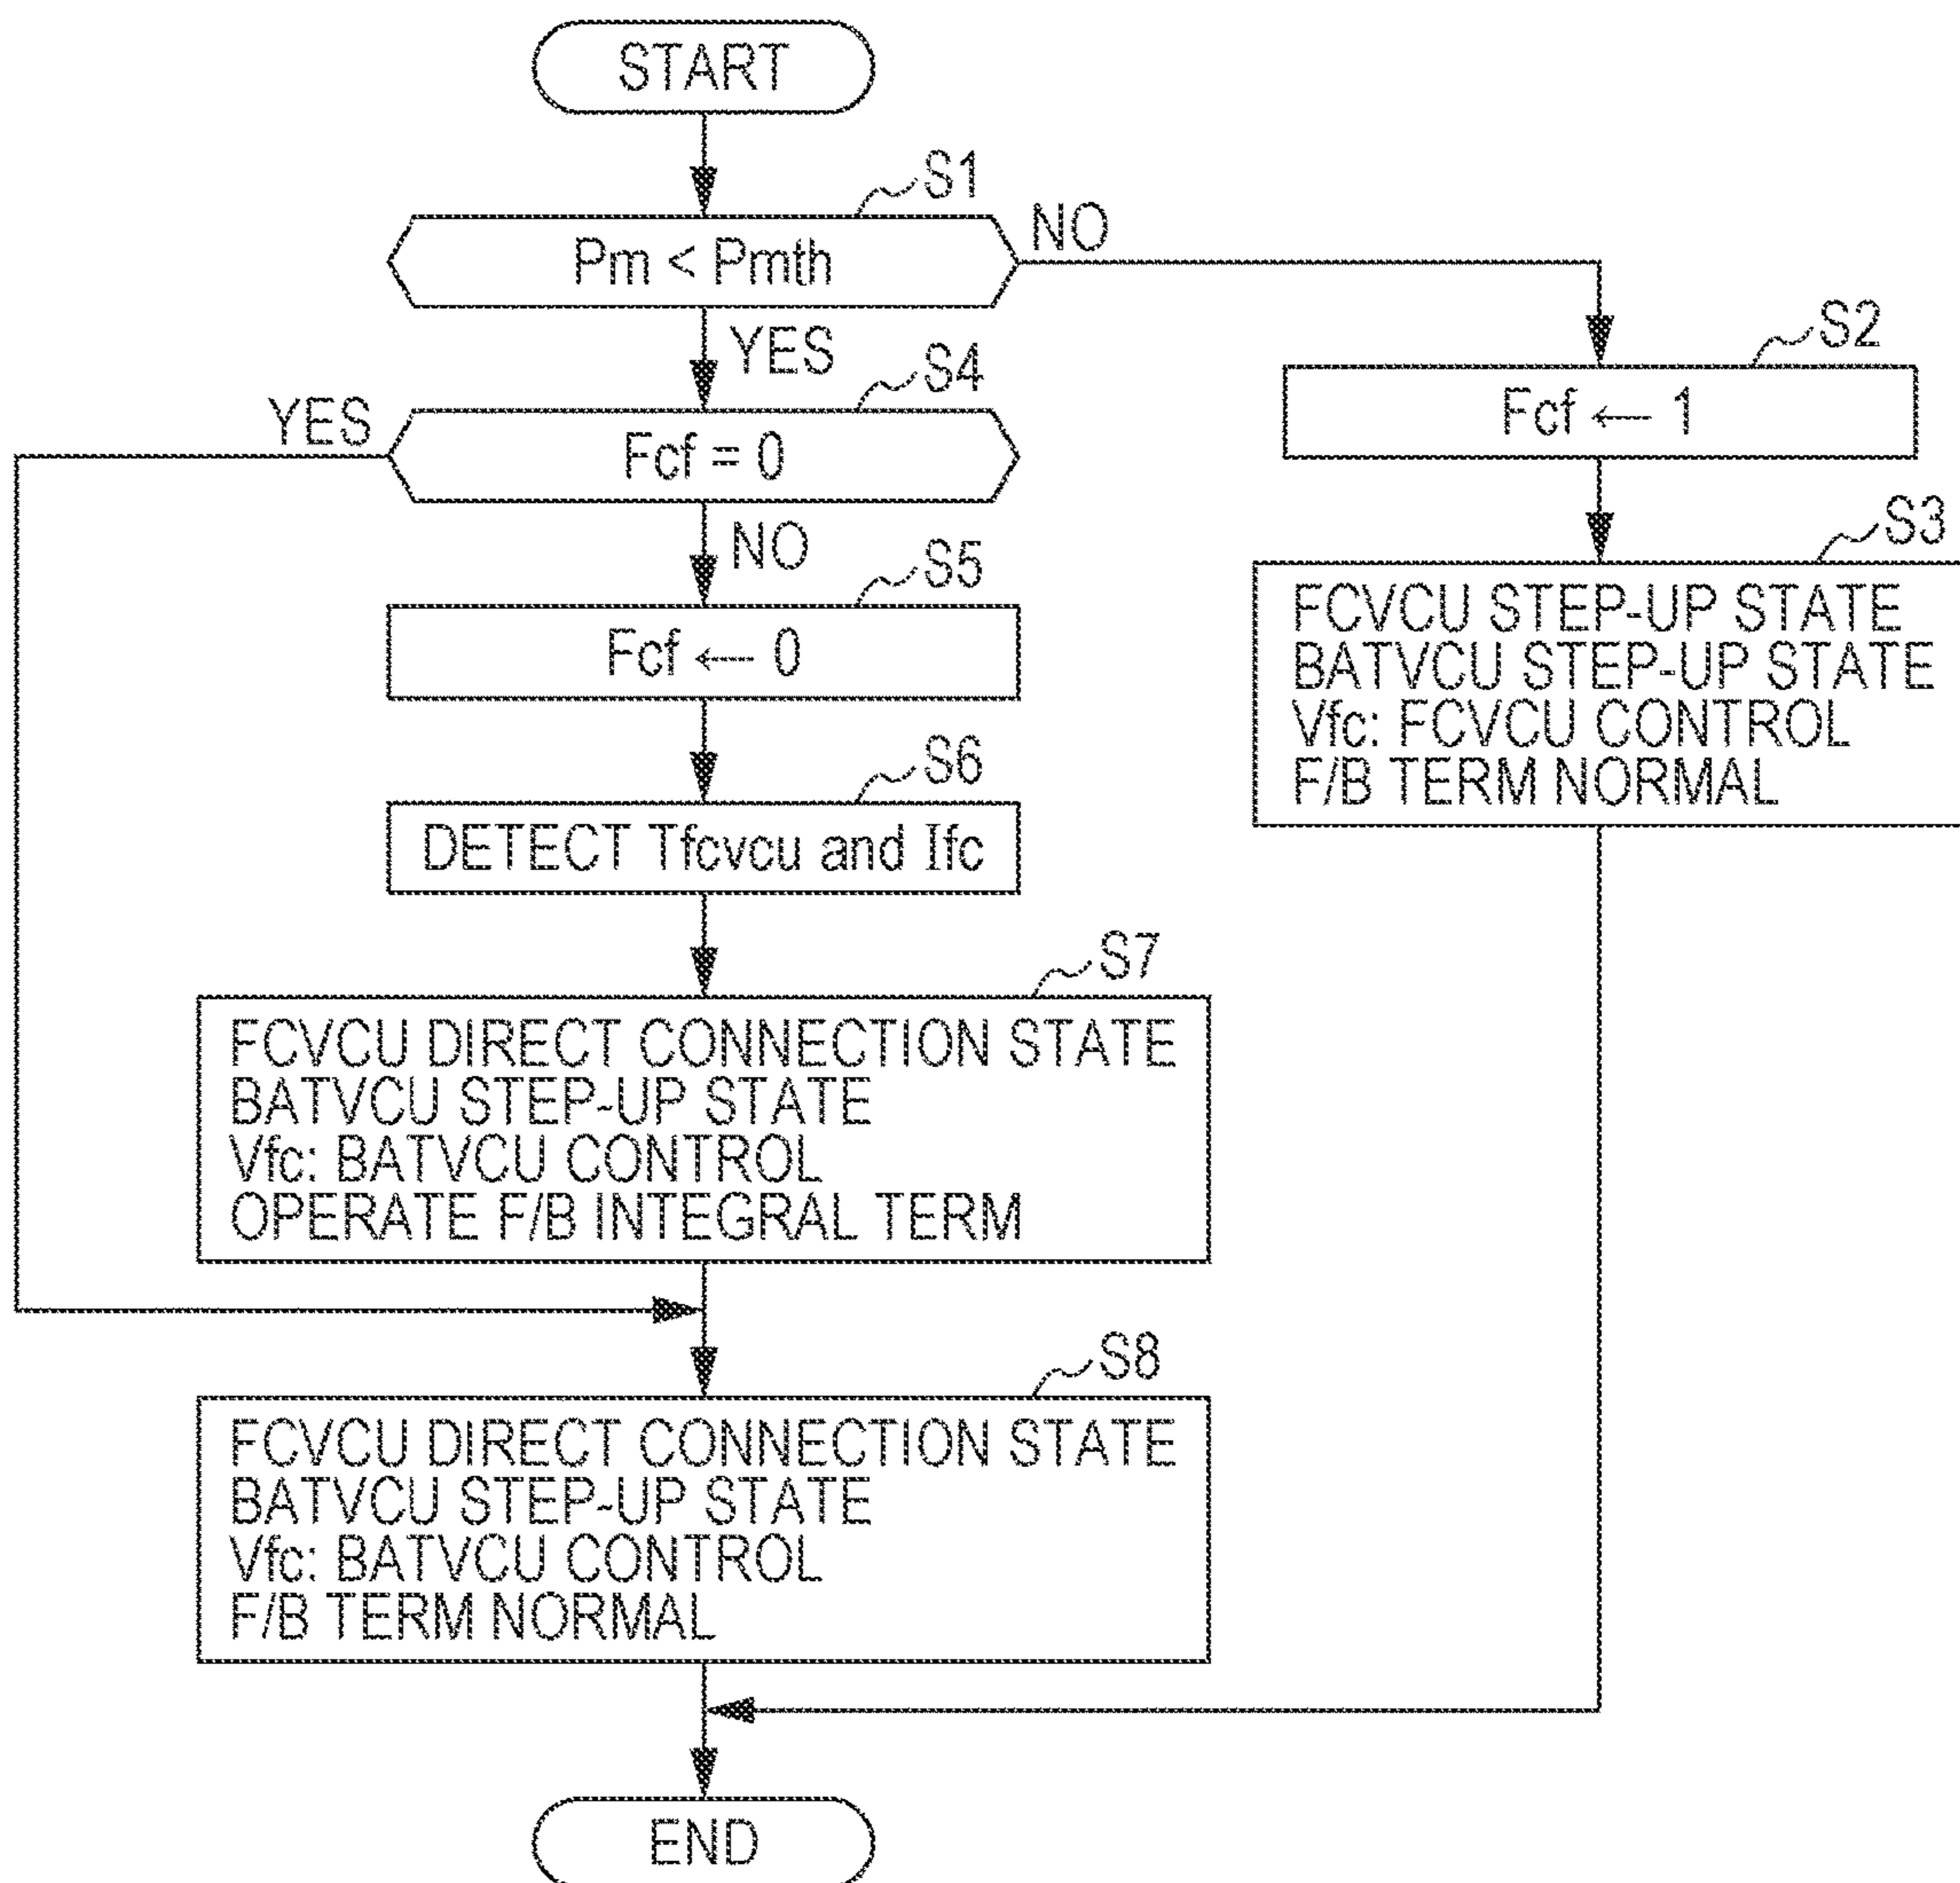 START
S1
Pm < Pmth
NO
YES
S2
Fcf ← 1
S4
YES
Fcf = 0
NO
S3
FCVCU STEP-UP STATE
BATVCU STEP-UP STATE
Vfc: FCVCU CONTROL
F/B TERM NORMAL
S5
Fcf ← 0
S6
DETECT Tfcvcu and Ifc
S7
FCVCU DIRECT CONNECTION STATE
BATVCU STEP-UP STATE
Vfc: BATVCU CONTROL
OPERATE F/B INTEGRAL TERM
S8
FCVCU DIRECT CONNECTION STATE
BATVCU STEP-UP STATE
Vfc: BATVCU CONTROL
F/B TERM NORMAL
END